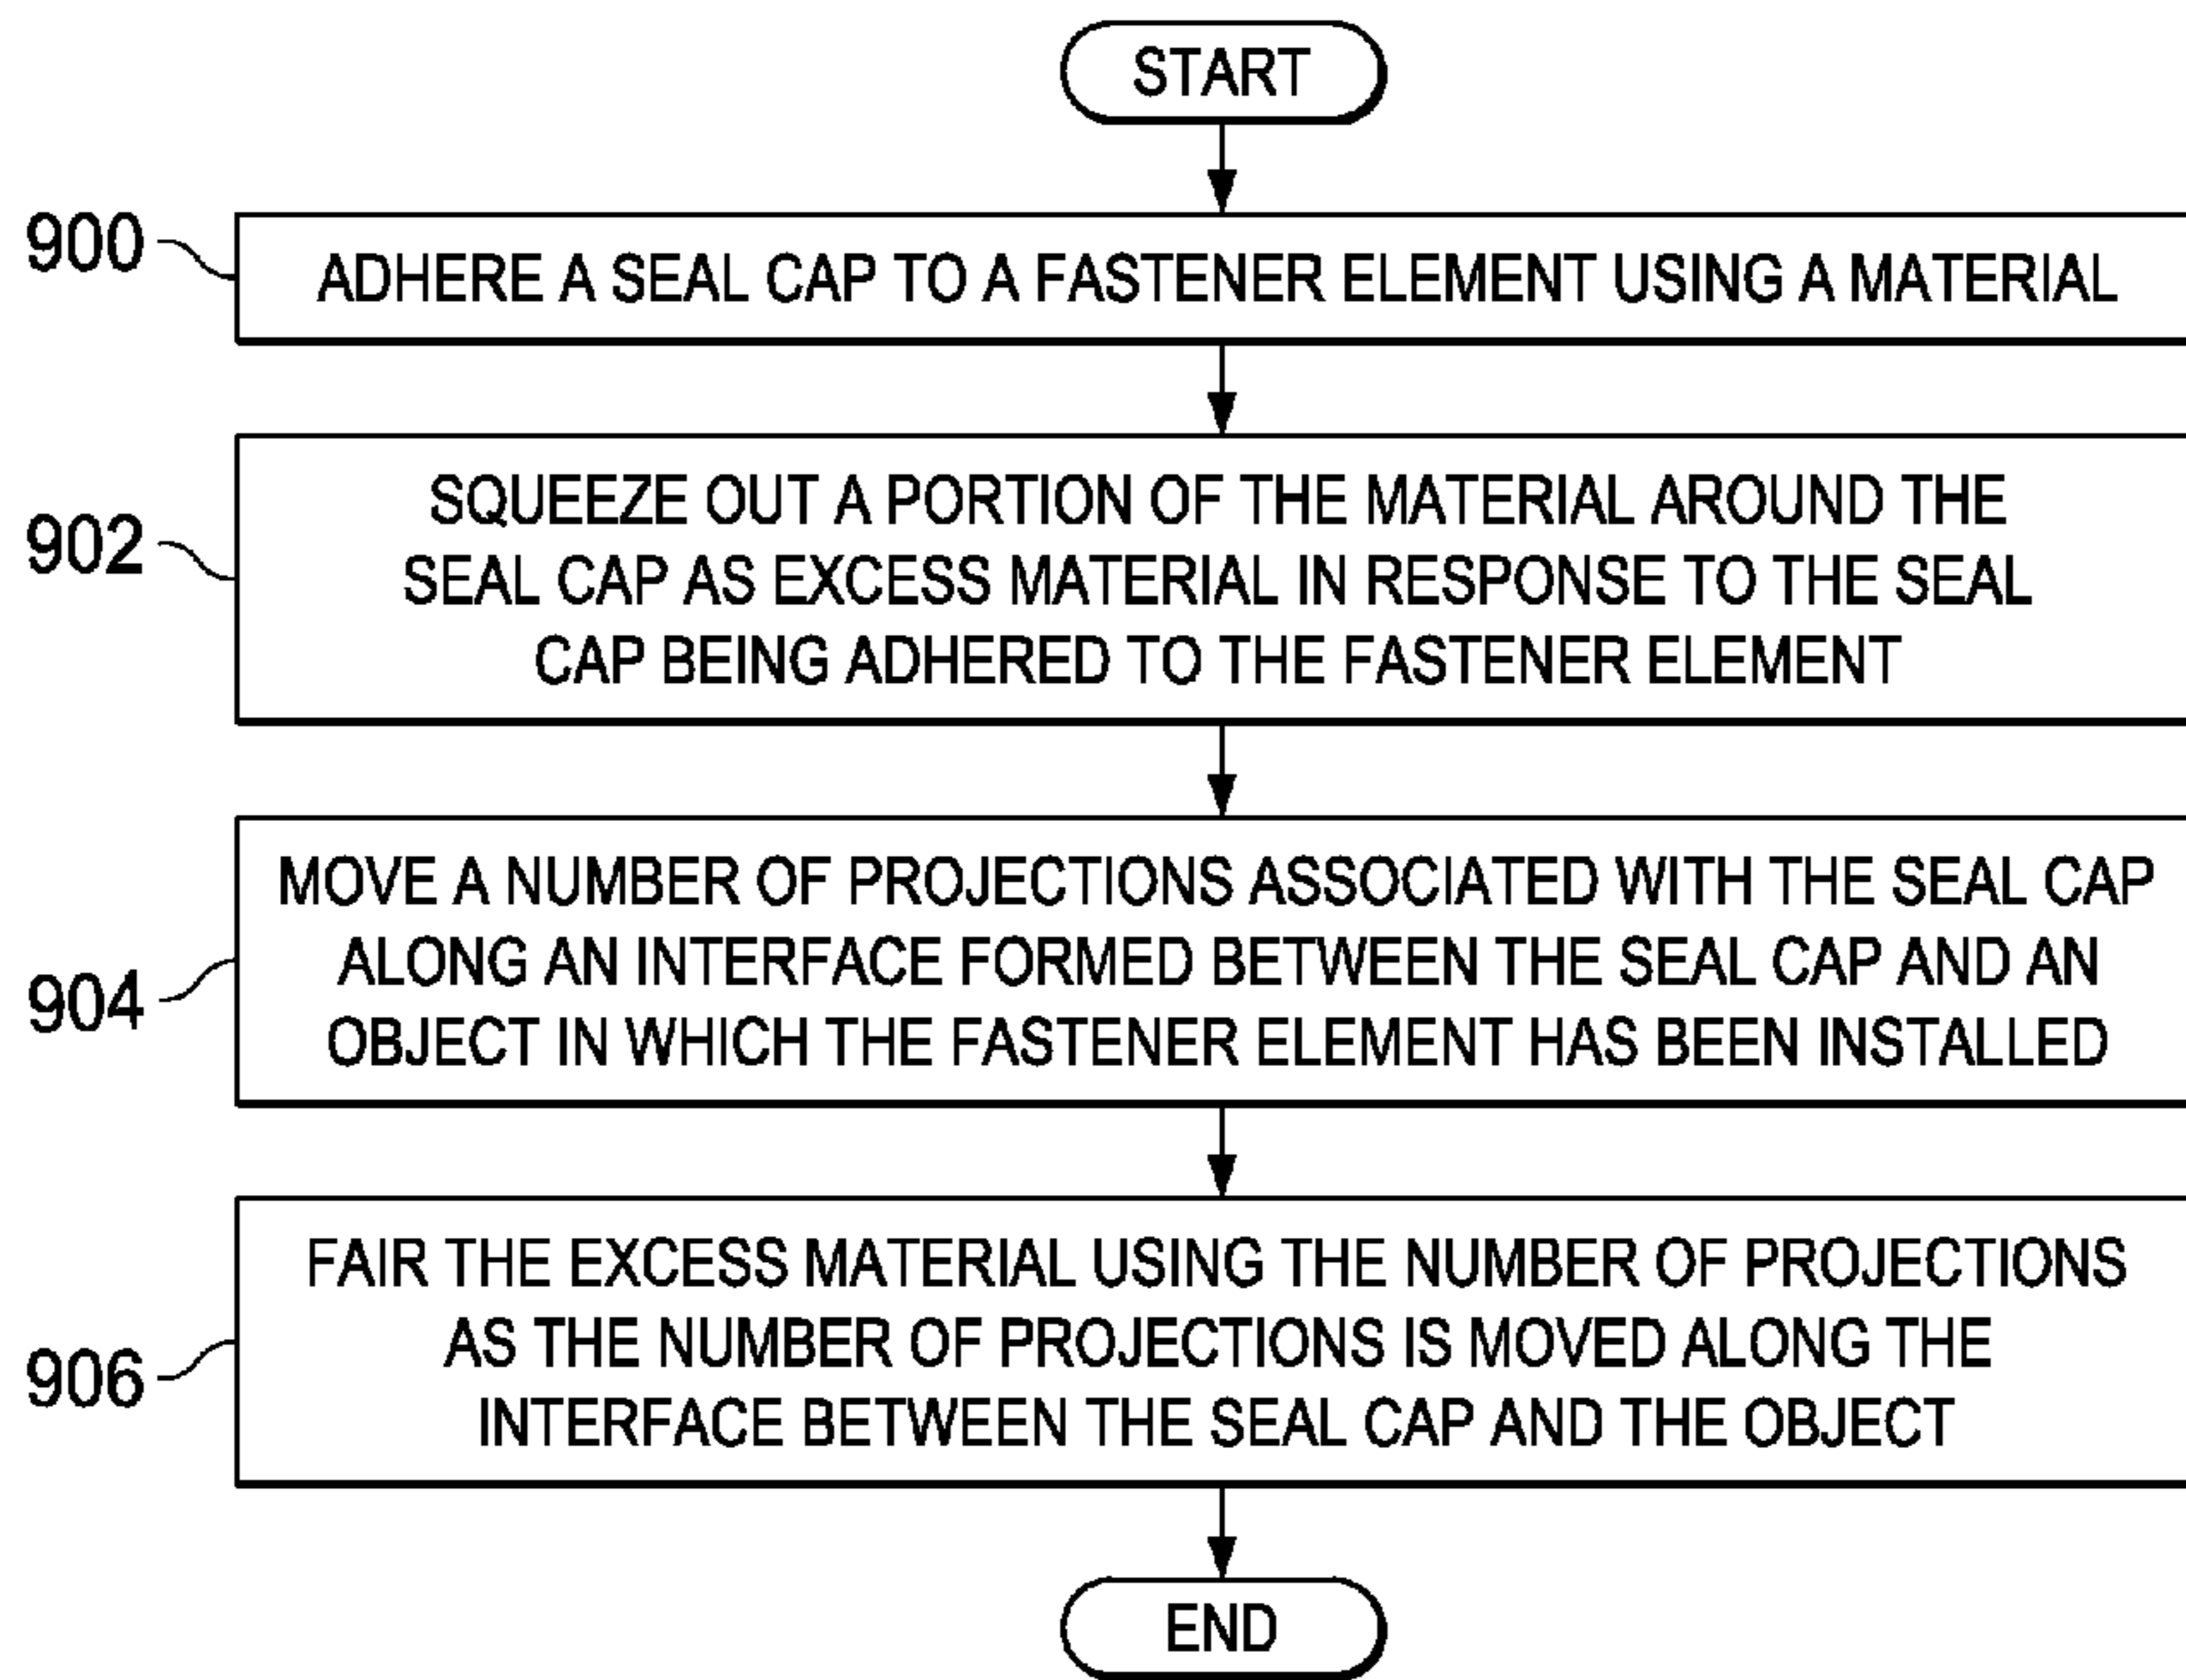 START
900
ADHERE A SEAL CAP TO A FASTENER ELEMENT USING A MATERIAL
902
SQUEEZE OUT A PORTION OF THE MATERIAL AROUND THE
SEAL CAP AS EXCESS MATERIAL IN RESPONSE TO THE SEAL
CAP BEING ADHERED TO THE FASTENER ELEMENT
904
MOVE A NUMBER OF PROJECTIONS ASSOCIATED WITH THE SEAL CAP
ALONG AN INTERFACE FORMED BETWEEN THE SEAL CAP AND AN
OBJECT IN WHICH THE FASTENER ELEMENT HAS BEEN INSTALLED
906
FAIR THE EXCESS MATERIAL USING THE NUMBER OF PROJECTIONS
AS THE NUMBER OF PROJECTIONS IS MOVED ALONG THE
INTERFACE BETWEEN THE SEAL CAP AND THE OBJECT
END